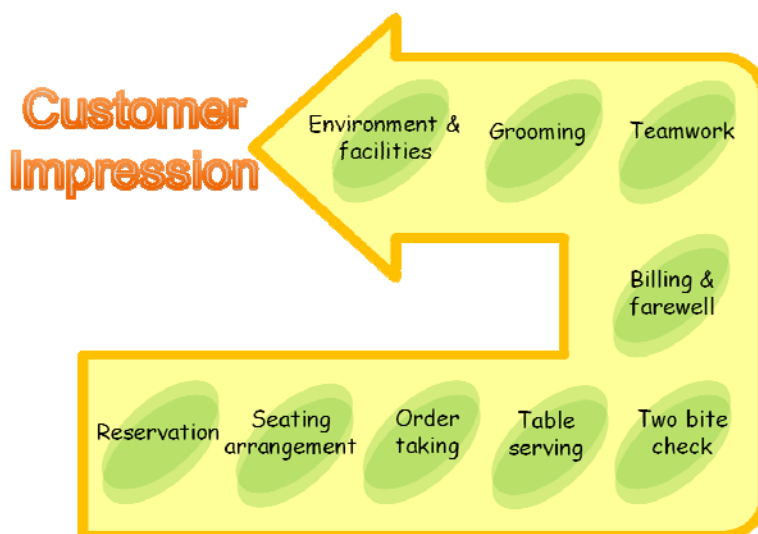 Customer
Impression
Environment &
facilities
Grooming
Teamwork
Billing &
farewell
Reservation
Seating
arrangement
Order
taking
Table
serving
Two bite
check